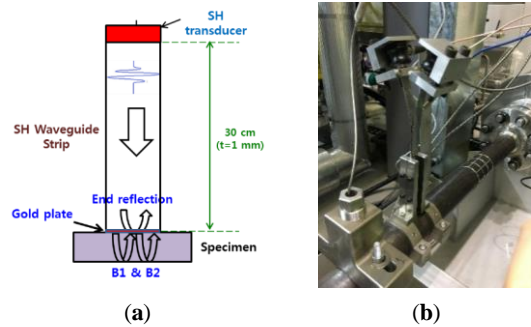 SH
transducer
SH Waveguide
Strip
30 cm
(t=1 mm)
End reflection
Gold plate
Specimen
B1 & B2
(a)
(b)